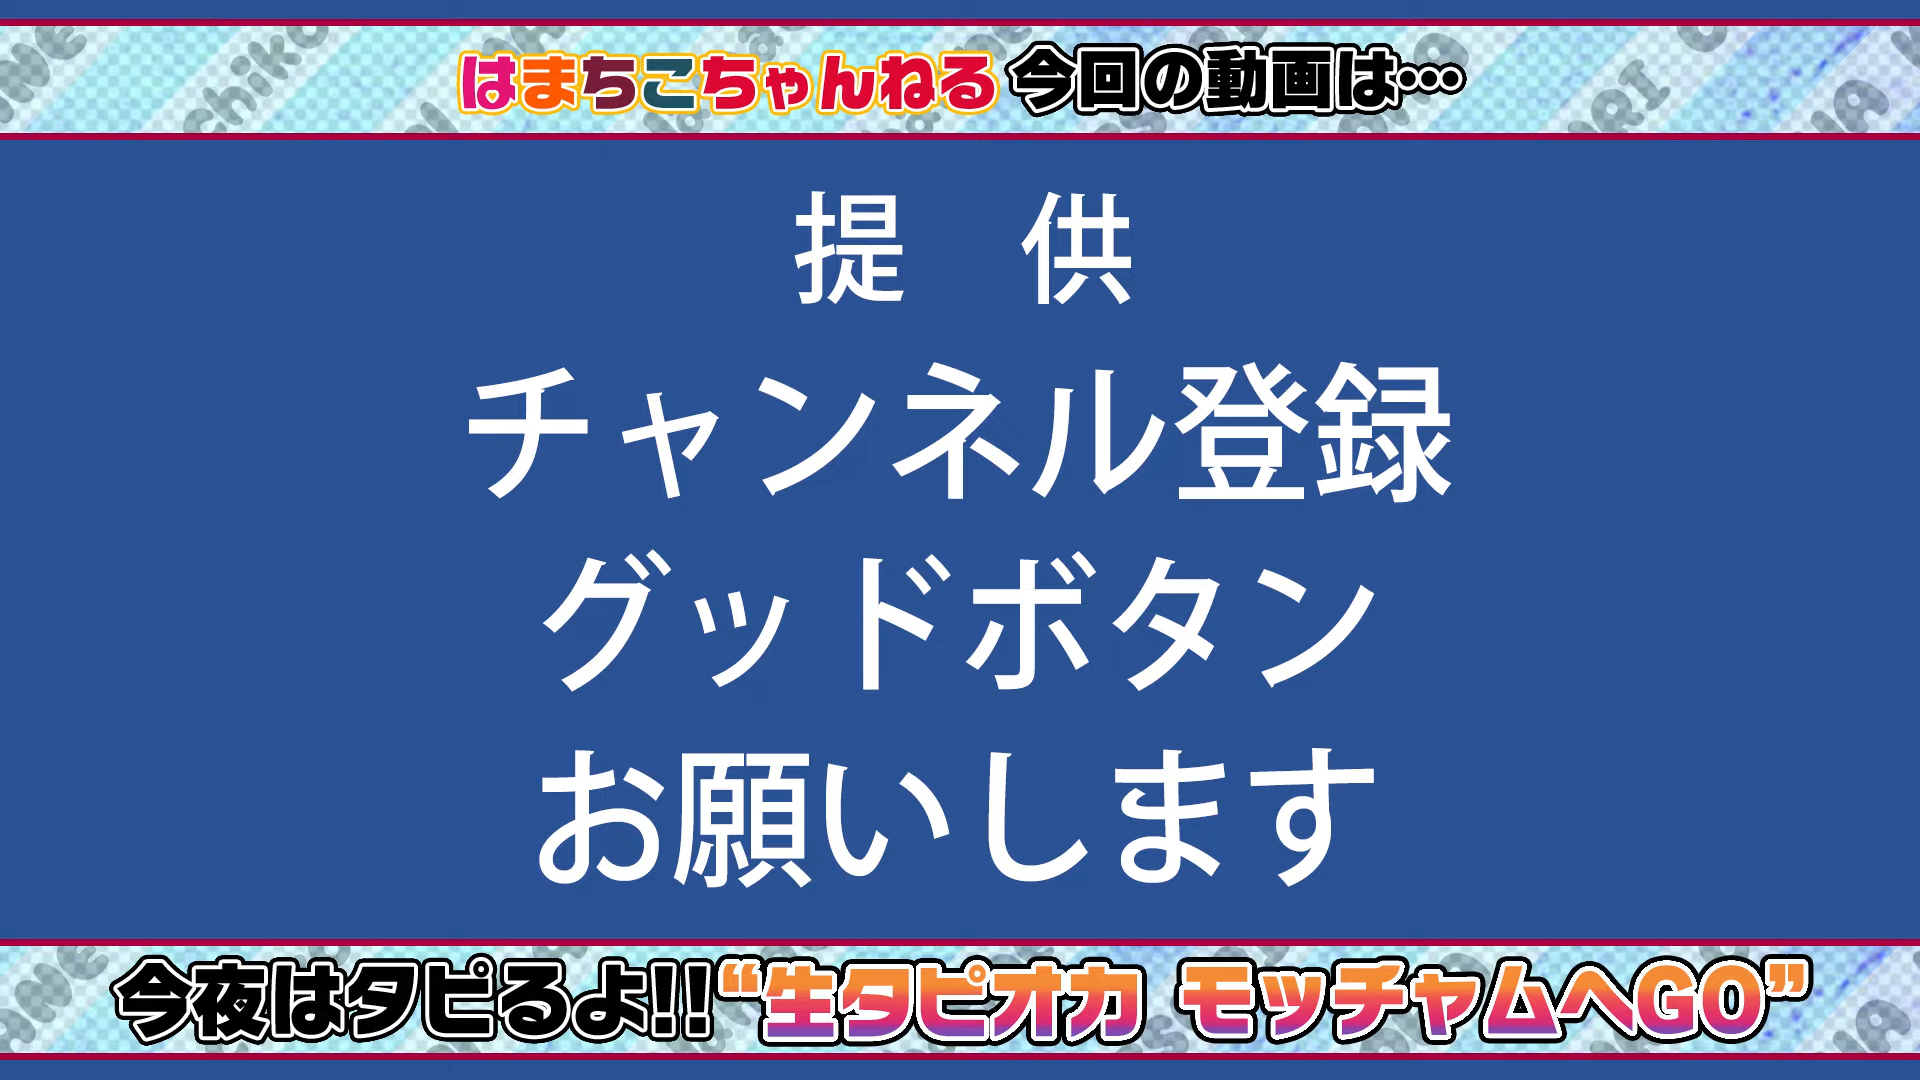 はまちこちゃんねる 今回の動画は…
提 供
チャンネル登録
グッドボタン
お願いします
今夜はタピるよ!!“生タピオカ モッチャムへGO”